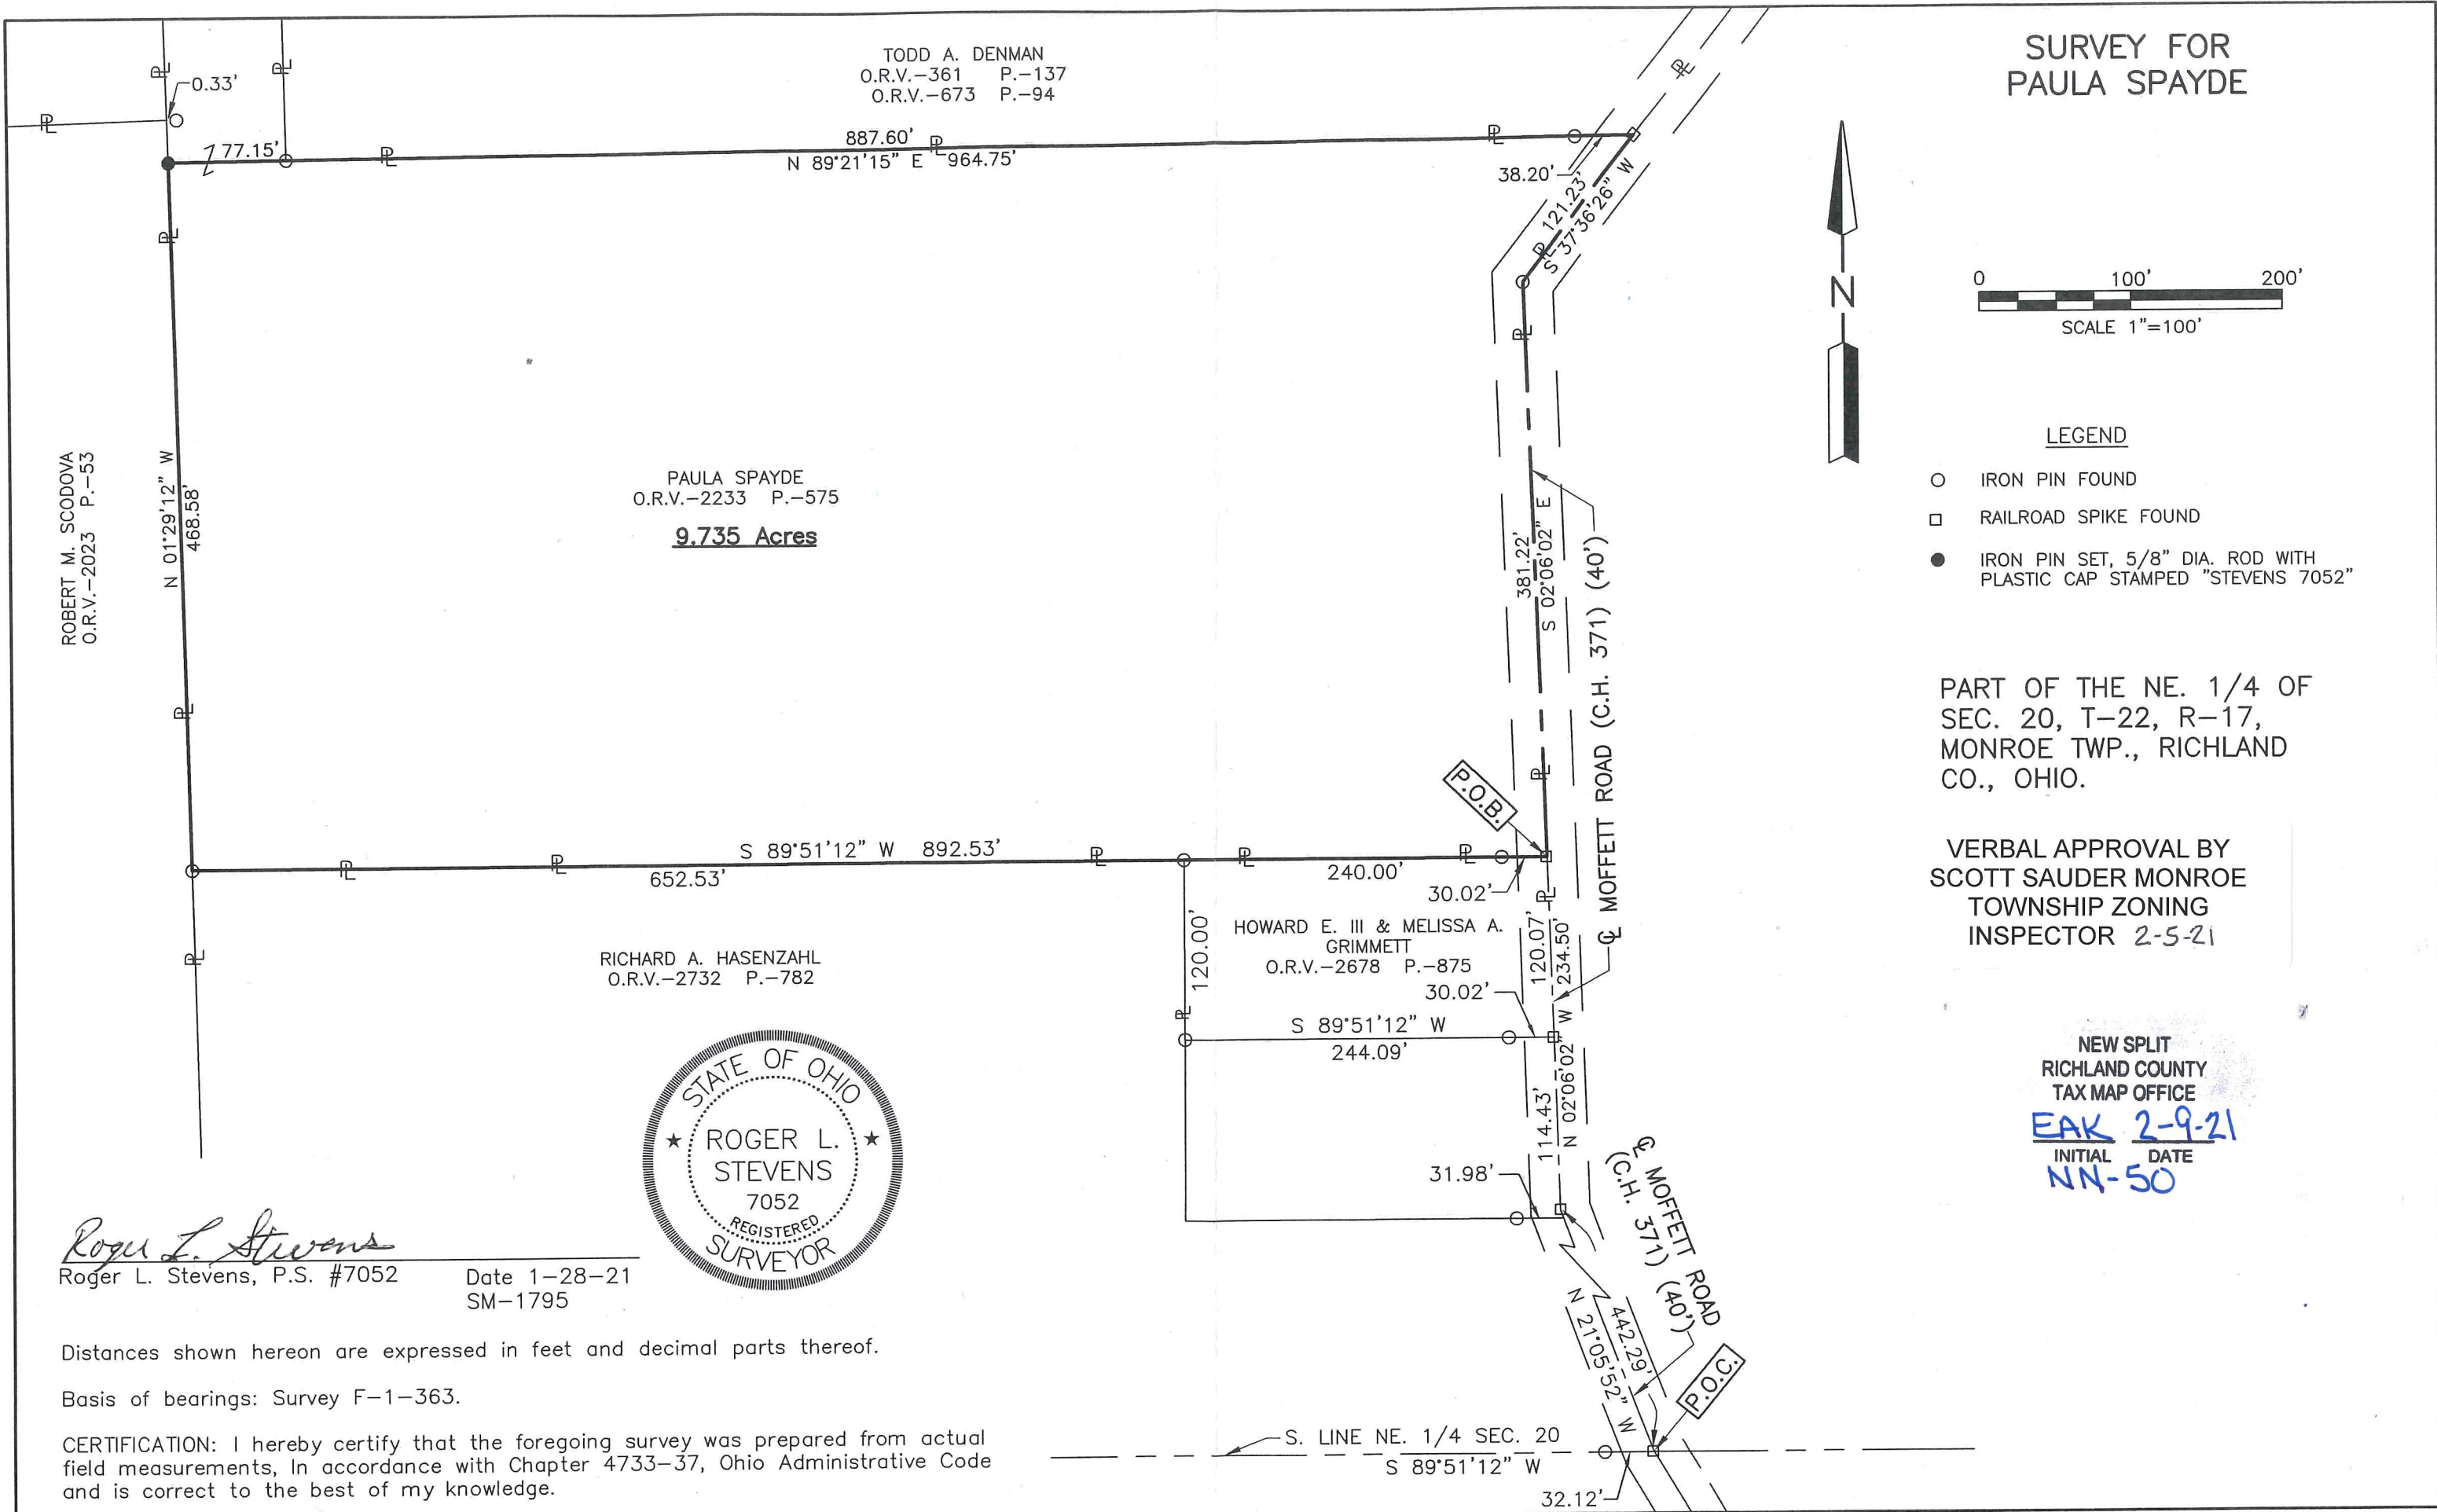 SURVEY FOR
PAULA SPAYDE
TODD A. DENMAN
O.R.V.-361 P.-137
O.R.V.-673 P.-94
0.33'
77.15'
887.60'
N 89°21'15" E 964.75'
38.20'
121.23'
S 37°36'26" W
N
0 100' 200'
SCALE 1"=100'
LEGEND
IRON PIN FOUND
RAILROAD SPIKE FOUND
IRON PIN SET, 5/8" DIA. ROD WITH
PLASTIC CAP STAMPED "STEVENS 7052"
ROBERT M. SCODOVA
O.R.V.-2023 P.-53
N 01°29'12" W
468.58'
PAULA SPAYDE
O.R.V.-2233 P.-575
9.735 Acres
381.22'
S 02°06'02" E
℄ MOFFETT ROAD (C.H. 371) (40')
PART OF THE NE. 1/4 OF
SEC. 20, T-22, R-17,
MONROE TWP., RICHLAND
CO., OHIO.
P.O.B.
S 89°51'12" W 892.53'
652.53'
240.00'
30.02'
VERBAL APPROVAL BY
SCOTT SAUDER MONROE
TOWNSHIP ZONING
INSPECTOR 2-5-21
120.00'
HOWARD E. III & MELISSA A.
GRIMMETT
O.R.V.-2678 P.-875
120.07'
234.50'
N 02°06'02 W
30.02'
RICHARD A. HASENZAHL
O.R.V.-2732 P.-782
S 89°51'12" W
244.09'
114.43'
31.98'
NEW SPLIT
RICHLAND COUNTY
TAX MAP OFFICE
EAK 2-9-21
INITIAL DATE
NN-50
STATE OF OHIO
ROGER L.
STEVENS
7052
REGISTERED
SURVEYOR
℄ MOFFETT ROAD
(C.H. 371) (40')
442.29'
N 21°05'52" W
P.O.C.
S. LINE NE. 1/4 SEC. 20
S 89°51'12" W
32.12'
Roger L. Stevens
Roger L. Stevens, P.S. #7052 Date 1-28-21
SM-1795
Distances shown hereon are expressed in feet and decimal parts thereof.
Basis of bearings: Survey F-1-363.
CERTIFICATION: I hereby certify that the foregoing survey was prepared from actual
field measurements, In accordance with Chapter 4733-37, Ohio Administrative Code
and is correct to the best of my knowledge.